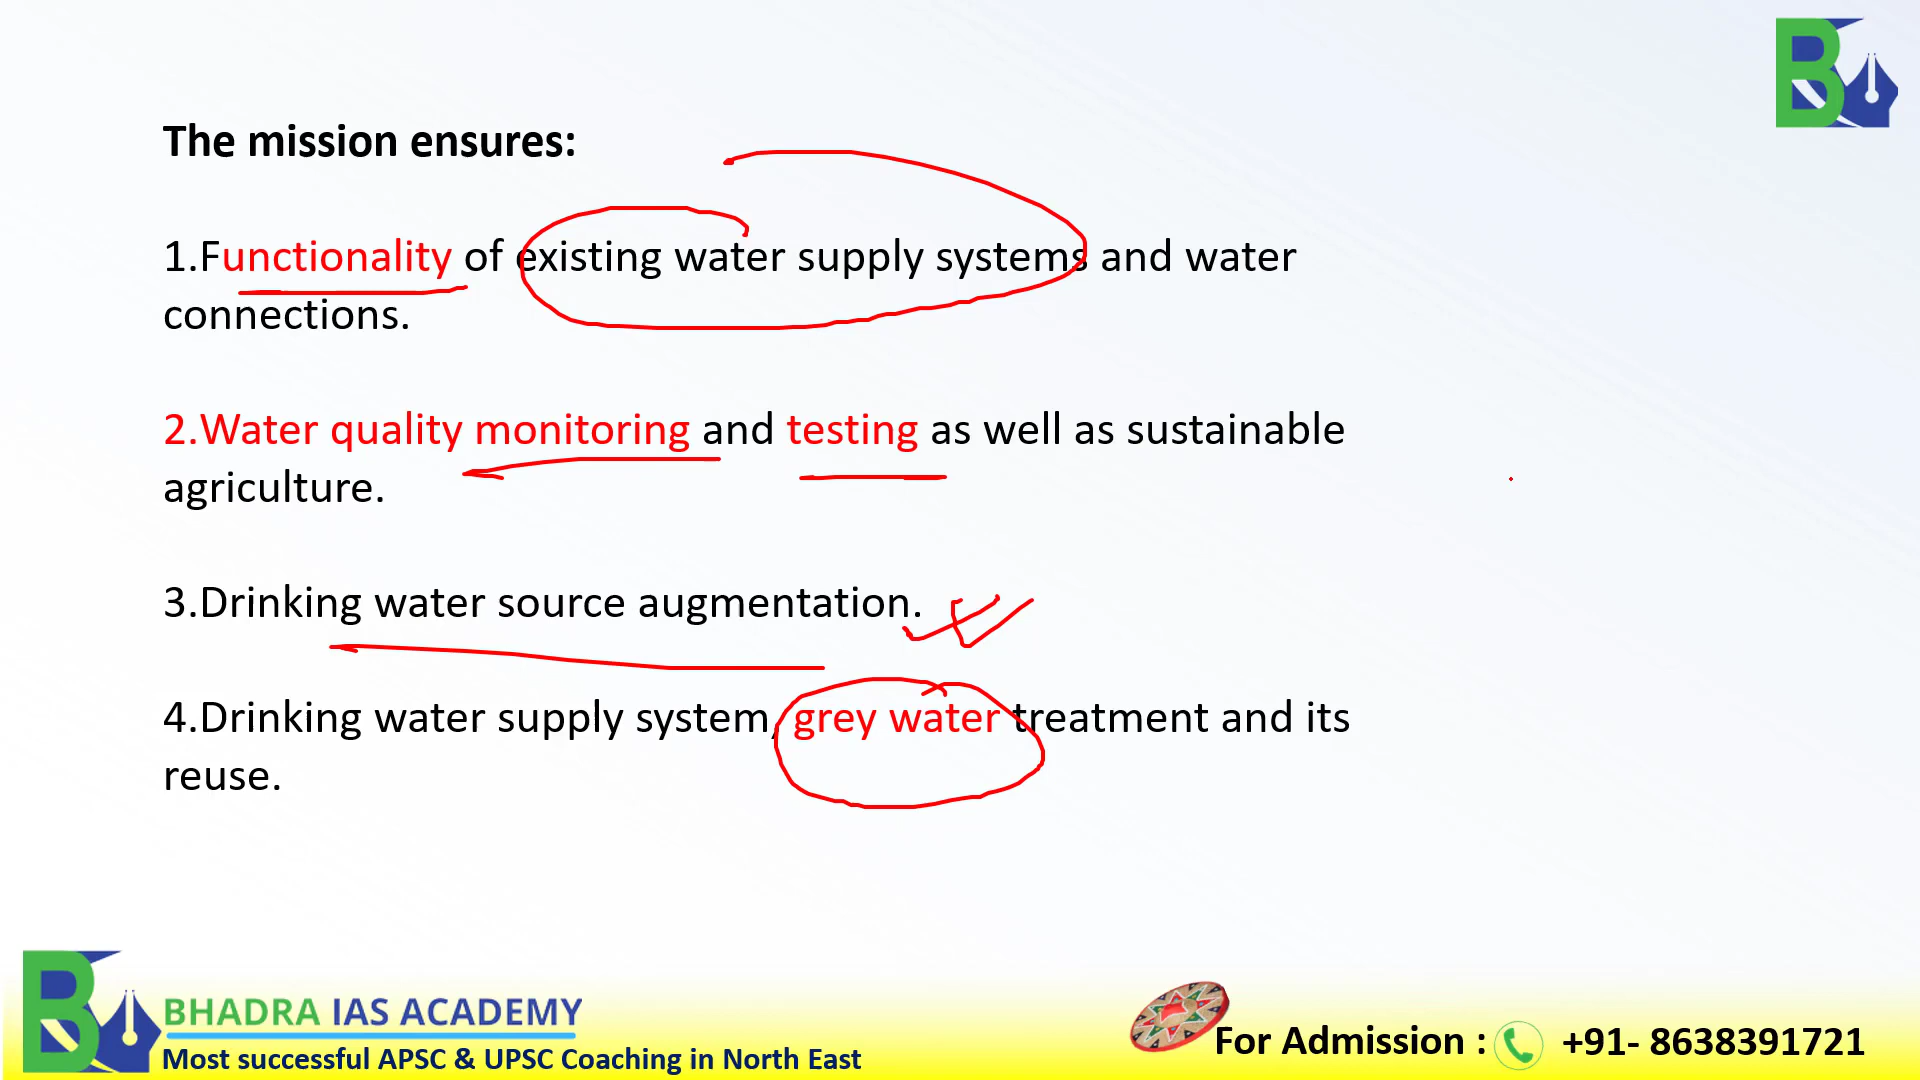 The mission ensures:
1.Functionality of existing water supply systems and water
connections.
2.Water quality monitoring and testing as well as sustainable
agriculture.
3.Drinking water source augmentation.
4.Drinking water supply system, grey water treatment and its
reuse.
BHADRA IAS ACADEMY
Most successful APSC & UPSC Coaching in North East
For Admission : +91- 8638391721